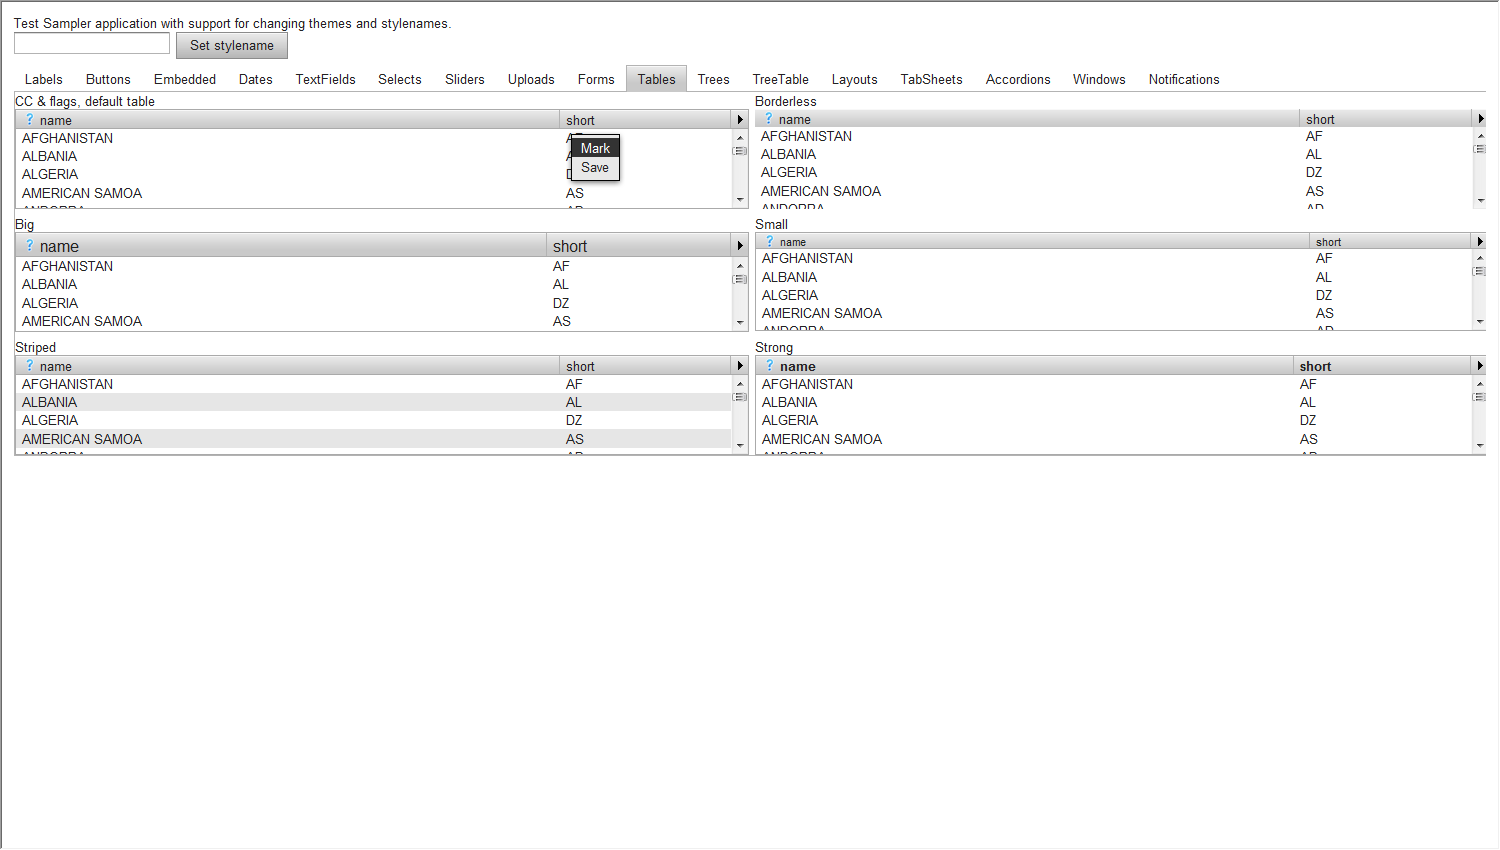 Test Sampler application with support for changing themes and stylenames.
Set stylename
Labels Buttons Embedded Dates TextFields Selects Sliders Uploads Forms Tables Trees TreeTable Layouts TabSheets Accordions Windows Notifications
CC & flags, default table
? name short
AFGHANISTAN
ALBANIA
ALGERIA
AMERICAN SAMOA AS
Mark
Save
Borderless
? name short
AFGHANISTAN AF
ALBANIA AL
ALGERIA DZ
AMERICAN SAMOA AS
ANDORRA AD
Big
? name short
AFGHANISTAN AF
ALBANIA AL
ALGERIA DZ
AMERICAN SAMOA AS
Small
? name short
AFGHANISTAN AF
ALBANIA AL
ALGERIA DZ
AMERICAN SAMOA AS
ANDORRA AD
Striped
? name short
AFGHANISTAN AF
ALBANIA AL
ALGERIA DZ
AMERICAN SAMOA AS
Strong
? name short
AFGHANISTAN AF
ALBANIA AL
ALGERIA DZ
AMERICAN SAMOA AS